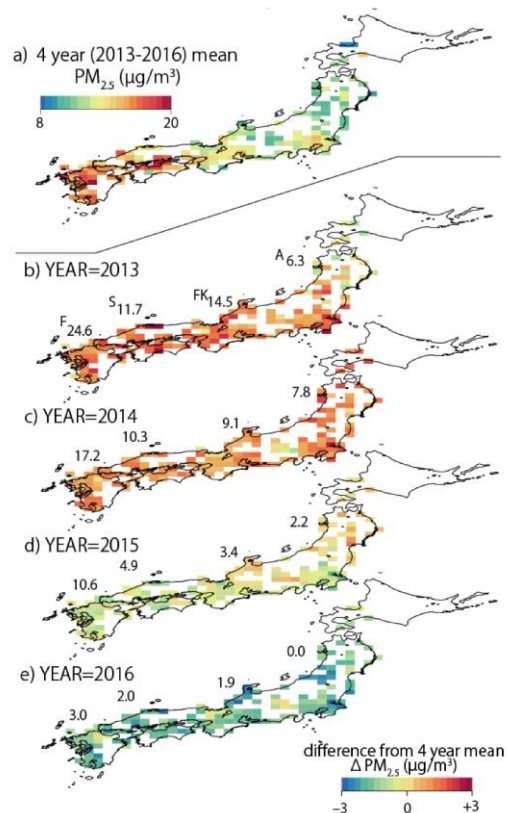 a) 4 year (2013-2016) mean
PM2.5 (μg/m³)
8 20
b) YEAR=2013
A 6.3
FK 14.5
S 11.7
F 24.6
c) YEAR=2014
7.8
9.1
10.3
17.2
d) YEAR=2015
2.2
3.4
4.9
10.6
e) YEAR=2016
0.0
1.9
2.0
3.0
difference from 4 year mean
Δ PM2.5 (μg/m³)
−3 0 +3